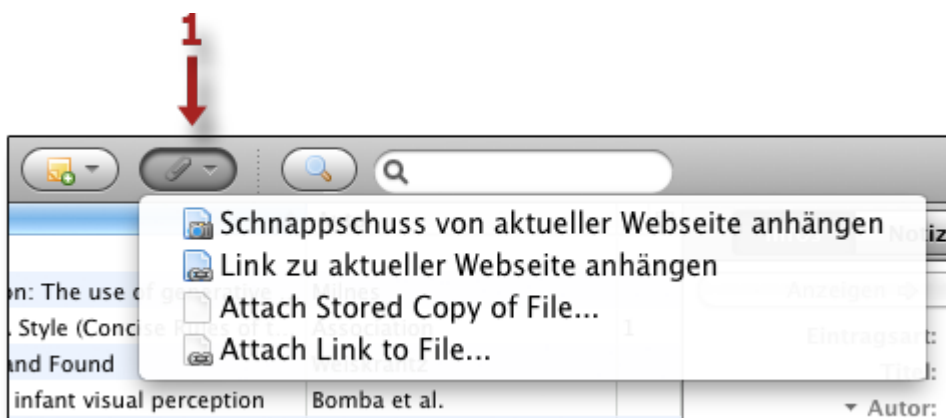 1
Schnappschuss von aktueller Webseite anhängen
Notiz
Link zu aktueller Webseite anhängen
on: The use of generative Milnes Anzeigen
Attach Stored Copy of File...
. Style (Concise Rules of t... Association 1 Eintragsart:
Attach Link to File...
and Found Weiskrantz Titel:
infant visual perception Bomba et al.
Autor: